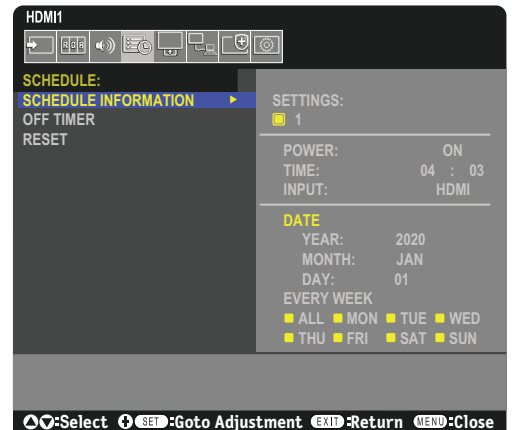 HDMI1
RGB
SCHEDULE:
SCHEDULE INFORMATION
OFF TIMER
RESET
SETTINGS:
1
POWER: ON
TIME: 04 : 03
INPUT: HDMI
DATE
YEAR: 2020
MONTH: JAN
DAY: 01
EVERY WEEK
ALL MON TUE WED
THU FRI SAT SUN
:Select SET :Goto Adjustment EXIT :Return MENU :Close